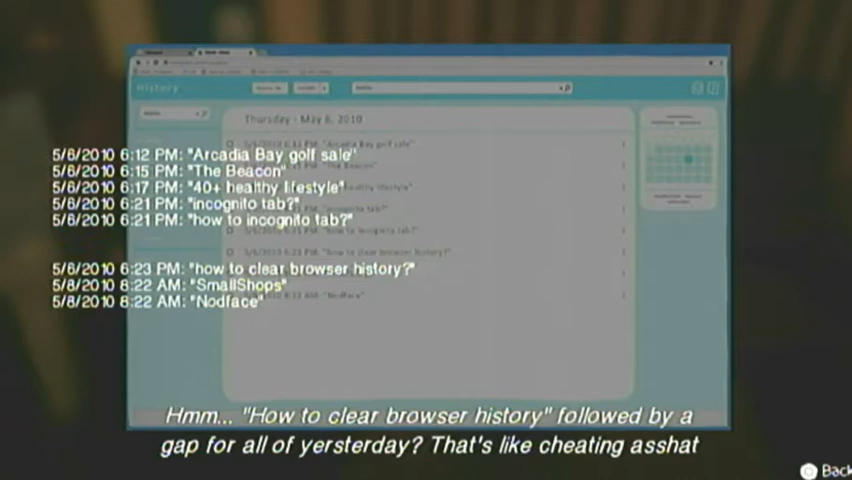 History
Thursday - May 6, 2010
5/6/2010 6:12 PM: "Arcadia Bay golf sale"
5/6/2010 6:15 PM: "The Beacon"
5/6/2010 6:17 PM: "40+ healthy lifestyle"
5/6/2010 6:21 PM: "incognito tab?"
5/6/2010 6:21 PM: "how to incognito tab?"
5/6/2010 6:23 PM: "how to clear browser history?"
5/8/2010 8:22 AM: "SmallShops"
5/8/2010 8:22 AM: "Nodface"
Hmm... "How to clear browser history" followed by a
gap for all of yersterday? That's like cheating asshat
Back